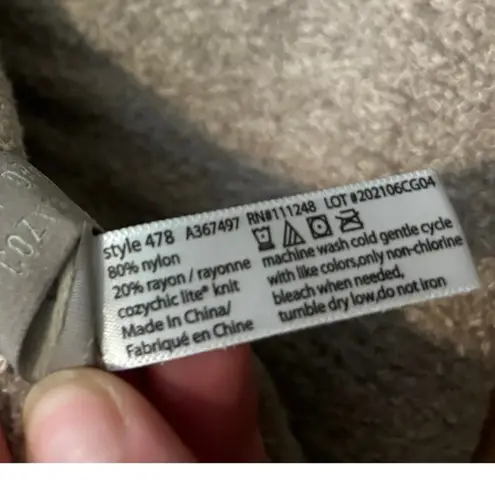 COZY
style 478 A367497 RN#111248 LOT #202106CG04
80% nylon
20% rayon / rayonne
cozychic lite® knit
Made in China/
Fabriqué en Chine
machine wash cold gentle cycle
with like colors,only non-chlorine
bleach when needed,
tumble dry low,do not iron